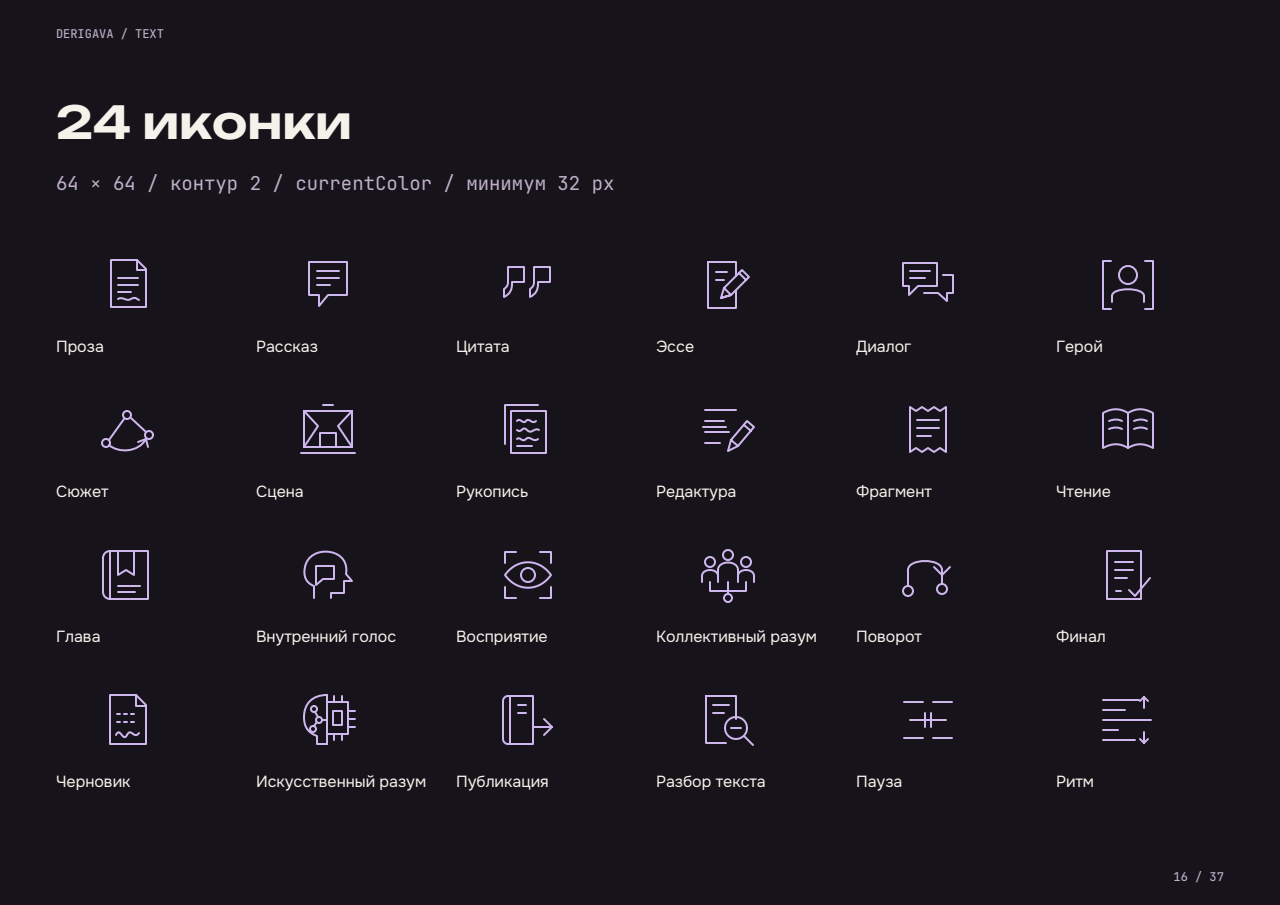 DERIGAVA / TEXT
24 иконки
64 × 64 / контур 2 / currentColor / минимум 32 px
Проза
Рассказ
Цитата
Эссе
Диалог
Герой
Сюжет
Сцена
Рукопись
Редактура
Фрагмент
Чтение
Глава
Внутренний голос
Восприятие
Коллективный разум
Поворот
Финал
Черновик
Искусственный разум
Публикация
Разбор текста
Пауза
Ритм
16 / 37